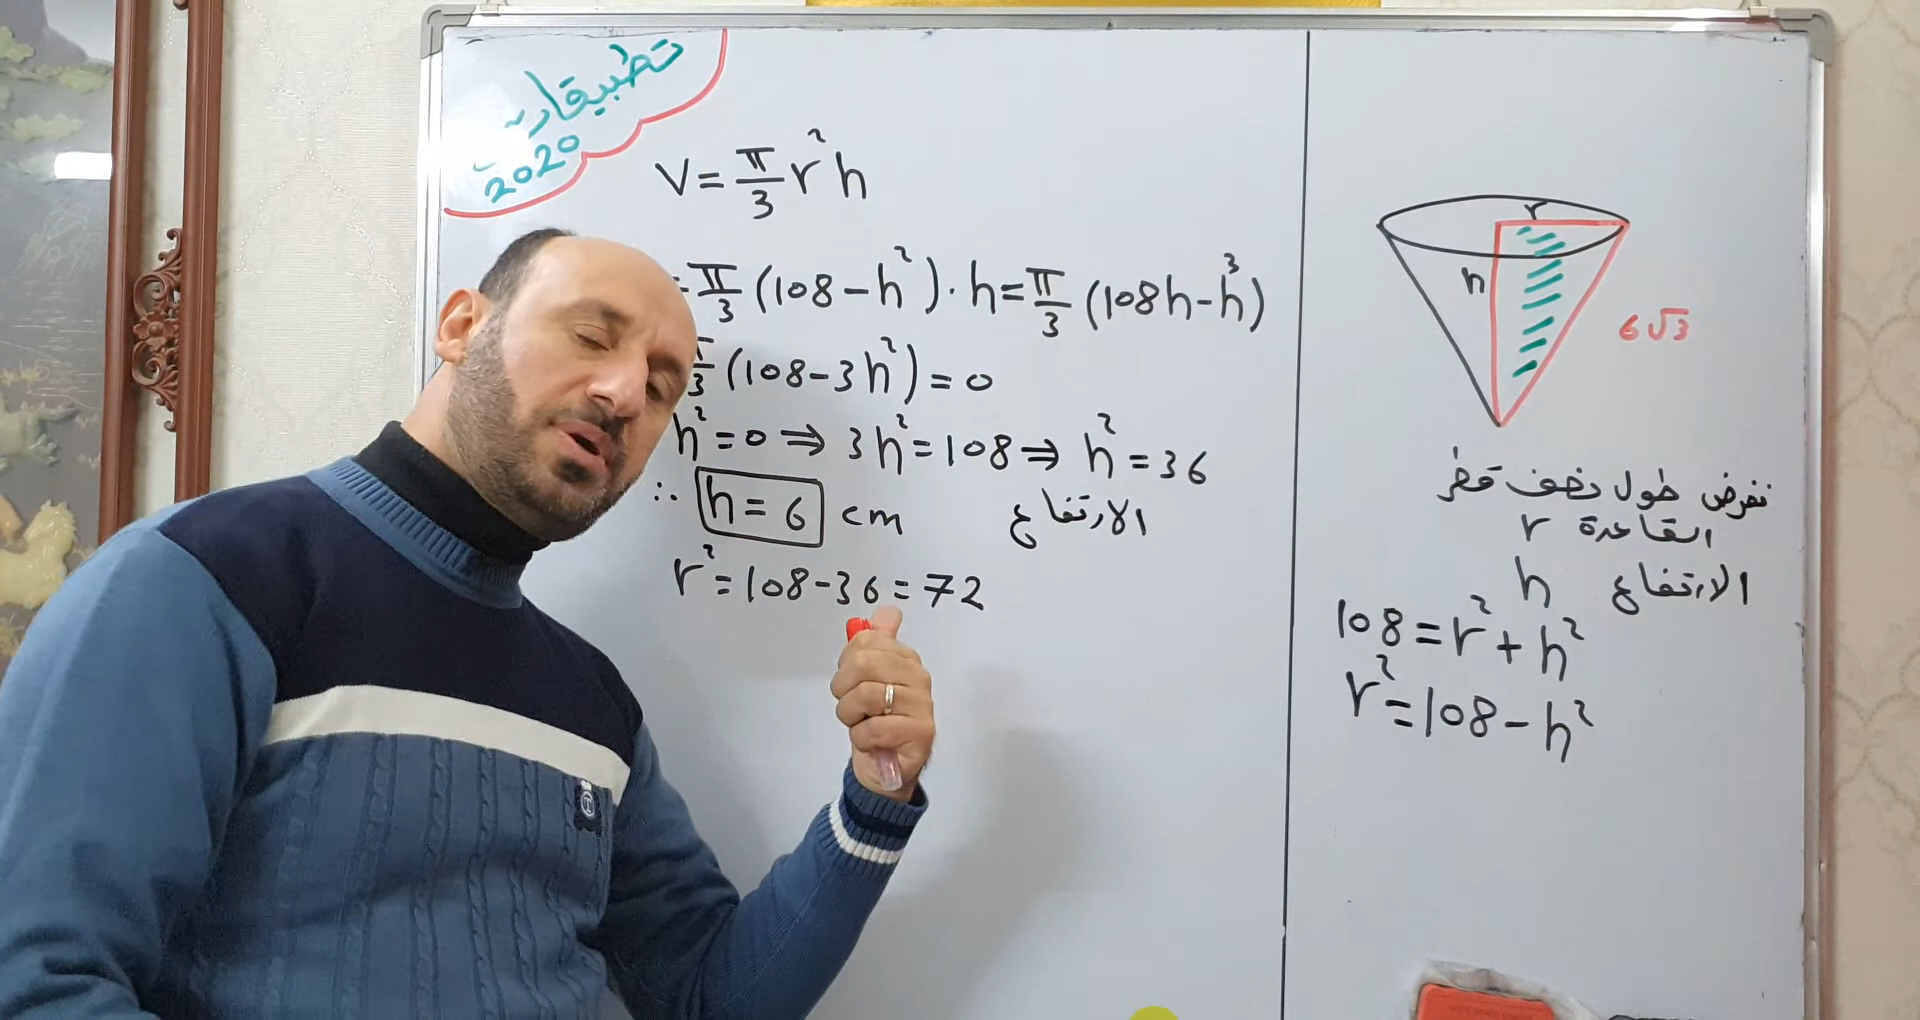 تطبيقات
2020
V = π/3 r² h
= π/3 (108 - h²) · h = π/3 (108h - h³)
π/3 (108 - 3h²) = 0
h² = 0 ⇒ 3h² = 108 ⇒ h² = 36
∴ h = 6 cm الارتفاع
r² = 108 - 36 = 72
r
h
6√3
نفرض طول نصف قطر
القاعدة r
الارتفاع h
108 = r² + h²
r² = 108 - h²